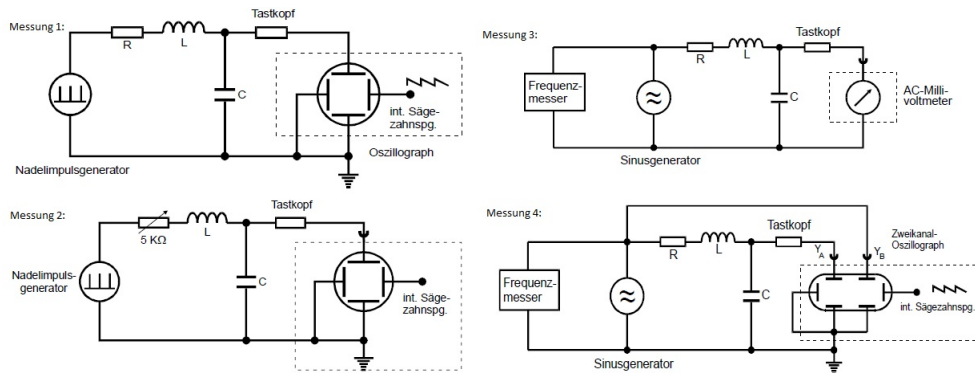 Messung 1:
Tastkopf
R
L
C
int. Säge-
zahnspg.
Oszillograph
Nadelimpulsgenerator
Messung 2:
Tastkopf
5 KΩ
L
Nadelimpuls-
generator
C
int. Säge-
zahnspg.
Messung 3:
Tastkopf
R
L
Frequenz-
messer
C
AC-Milli-
voltmeter
Sinusgenerator
Messung 4:
Tastkopf
Zweikanal-
Oszillograph
Y_A
Y_B
R
L
Frequenz-
messer
C
int. Sägezahnspg.
Sinusgenerator